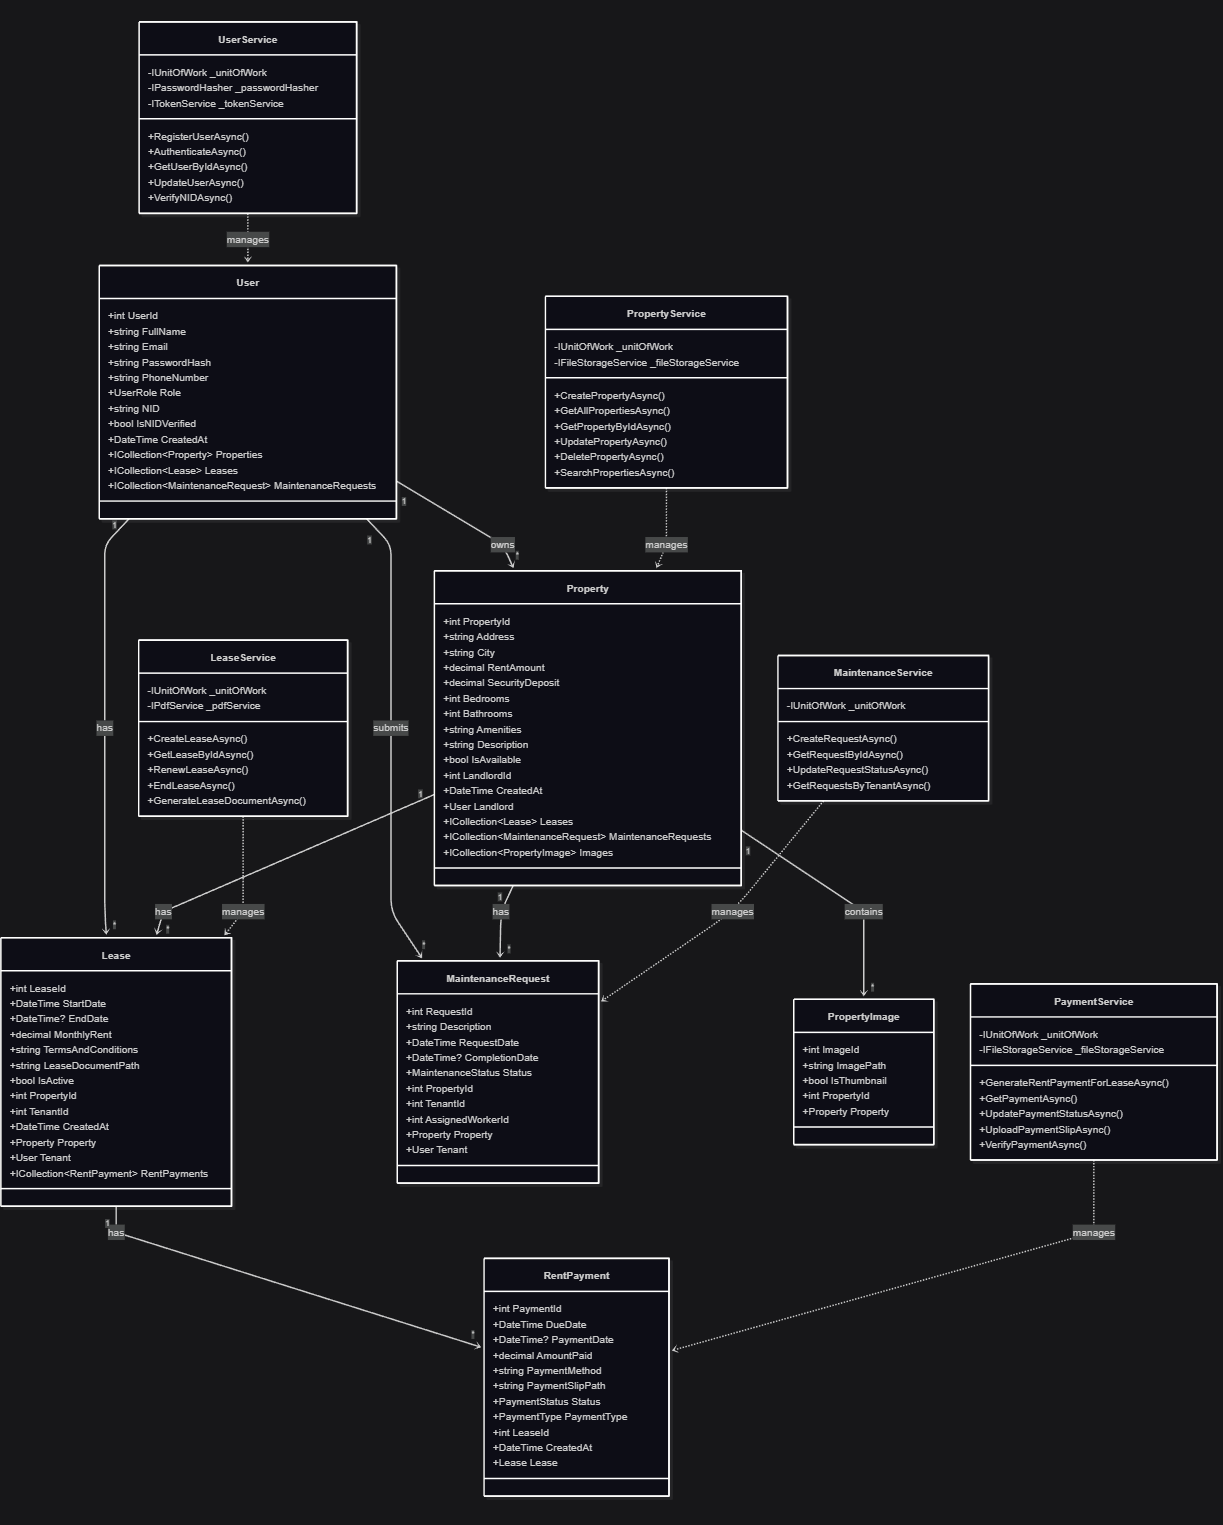 UserService
-IUnitOfWork _unitOfWork
-IPasswordHasher _passwordHasher
-ITokenService _tokenService
+RegisterUserAsync()
+AuthenticateAsync()
+GetUserByIdAsync()
+UpdateUserAsync()
+VerifyNIDAsync()
manages
User
+int UserId
+string FullName
+string Email
+string PasswordHash
+string PhoneNumber
+UserRole Role
+string NID
+bool IsNIDVerified
+DateTime CreatedAt
+ICollection<Property> Properties
+ICollection<Lease> Leases
+ICollection<MaintenanceRequest> MaintenanceRequests
PropertyService
-IUnitOfWork _unitOfWork
-IFileStorageService _fileStorageService
+CreatePropertyAsync()
+GetAllPropertiesAsync()
+GetPropertyByIdAsync()
+UpdatePropertyAsync()
+DeletePropertyAsync()
+SearchPropertiesAsync()
1
1
1
owns
*
manages
Property
+int PropertyId
+string Address
+string City
+decimal RentAmount
+decimal SecurityDeposit
+int Bedrooms
+int Bathrooms
+string Amenities
+string Description
+bool IsAvailable
+int LandlordId
+DateTime CreatedAt
+User Landlord
+ICollection<Lease> Leases
+ICollection<MaintenanceRequest> MaintenanceRequests
+ICollection<PropertyImage> Images
LeaseService
-IUnitOfWork _unitOfWork
-IPdfService _pdfService
+CreateLeaseAsync()
+GetLeaseByIdAsync()
+RenewLeaseAsync()
+EndLeaseAsync()
+GenerateLeaseDocumentAsync()
has
submits
MaintenanceService
-IUnitOfWork _unitOfWork
+CreateRequestAsync()
+GetRequestByIdAsync()
+UpdateRequestStatusAsync()
+GetRequestsByTenantAsync()
1
1
1
has
manages
has
manages
contains
*
*
*
*
*
Lease
+int LeaseId
+DateTime StartDate
+DateTime? EndDate
+decimal MonthlyRent
+string TermsAndConditions
+string LeaseDocumentPath
+bool IsActive
+int PropertyId
+int TenantId
+DateTime CreatedAt
+Property Property
+User Tenant
+ICollection<RentPayment> RentPayments
MaintenanceRequest
+int RequestId
+string Description
+DateTime RequestDate
+DateTime? CompletionDate
+MaintenanceStatus Status
+int PropertyId
+int TenantId
+int AssignedWorkerId
+Property Property
+User Tenant
PropertyImage
+int ImageId
+string ImagePath
+bool IsThumbnail
+int PropertyId
+Property Property
PaymentService
-IUnitOfWork _unitOfWork
-IFileStorageService _fileStorageService
+GenerateRentPaymentForLeaseAsync()
+GetPaymentAsync()
+UpdatePaymentStatusAsync()
+UploadPaymentSlipAsync()
+VerifyPaymentAsync()
1
has
manages
*
RentPayment
+int PaymentId
+DateTime DueDate
+DateTime? PaymentDate
+decimal AmountPaid
+string PaymentMethod
+string PaymentSlipPath
+PaymentStatus Status
+PaymentType PaymentType
+int LeaseId
+DateTime CreatedAt
+Lease Lease